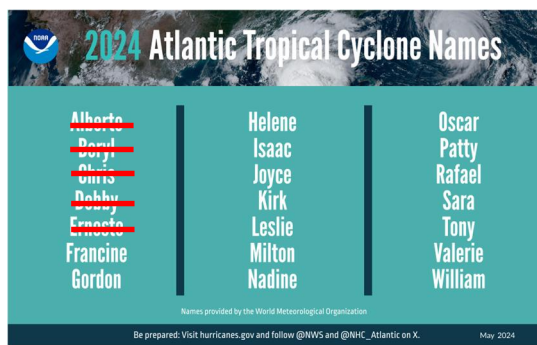 NOAA
2024 Atlantic Tropical Cyclone Names
Alberto
Beryl
Chris
Debby
Ernesto
Francine
Gordon
Helene
Isaac
Joyce
Kirk
Leslie
Milton
Nadine
Oscar
Patty
Rafael
Sara
Tony
Valerie
William
Names provided by the World Meteorological Organization
Be prepared: Visit hurricanes.gov and follow @NWS and @NHC_Atlantic on X.
May 2024